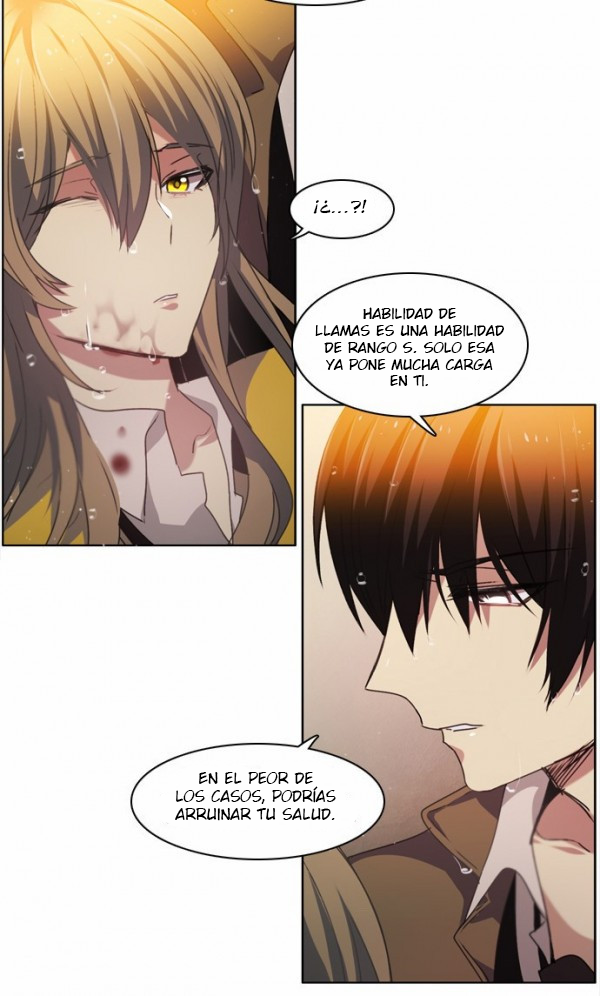 ¡¿...?!
HABILIDAD DE
LLAMAS ES UNA HABILIDAD
DE RANGO S. SOLO ESA
YA PONE MUCHA CARGA
EN TI.
EN EL PEOR DE
LOS CASOS, PODRÍAS
ARRUINAR TU SALUD.